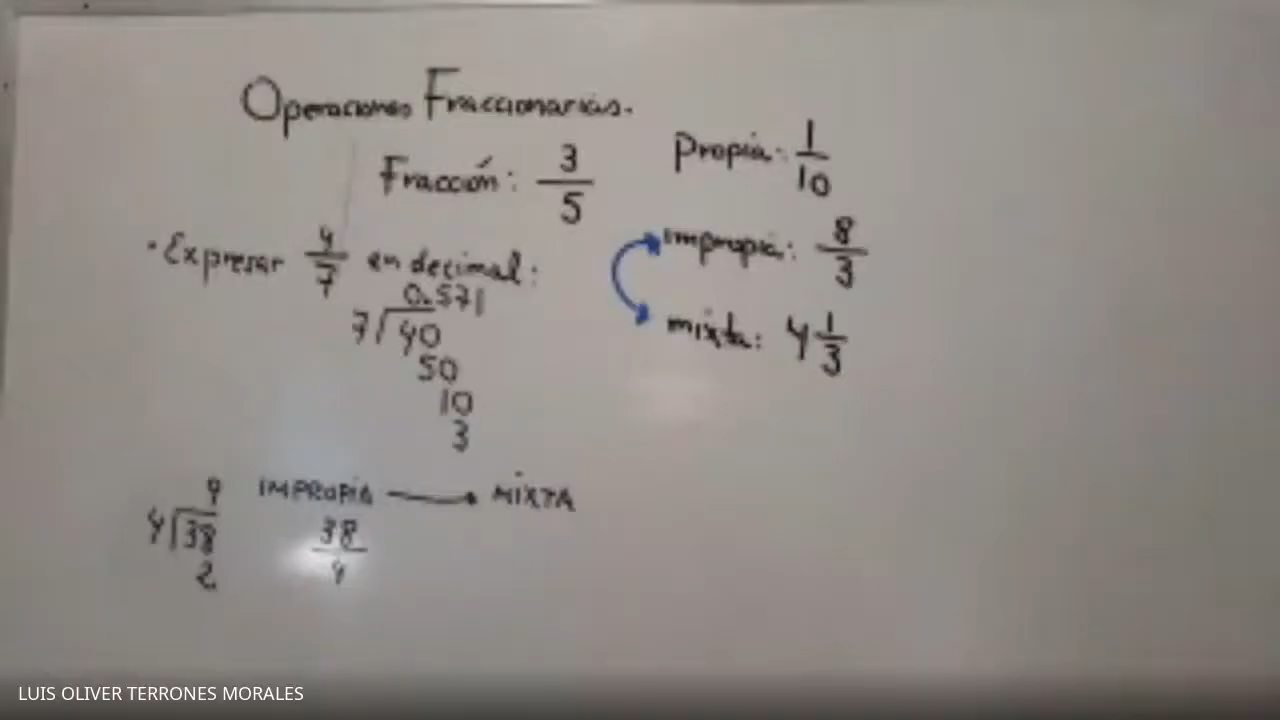 Operaciones Fraccionarias.
Fracción: 3/5
Propia: 1/10
impropia: 8/3
mixta: 4 1/3
· Expresar 4/7 en decimal:
0.571
7 40
50
10
3
IMPROPIA → MIXTA
38/4
9
4 38
2
LUIS OLIVER TERRONES MORALES